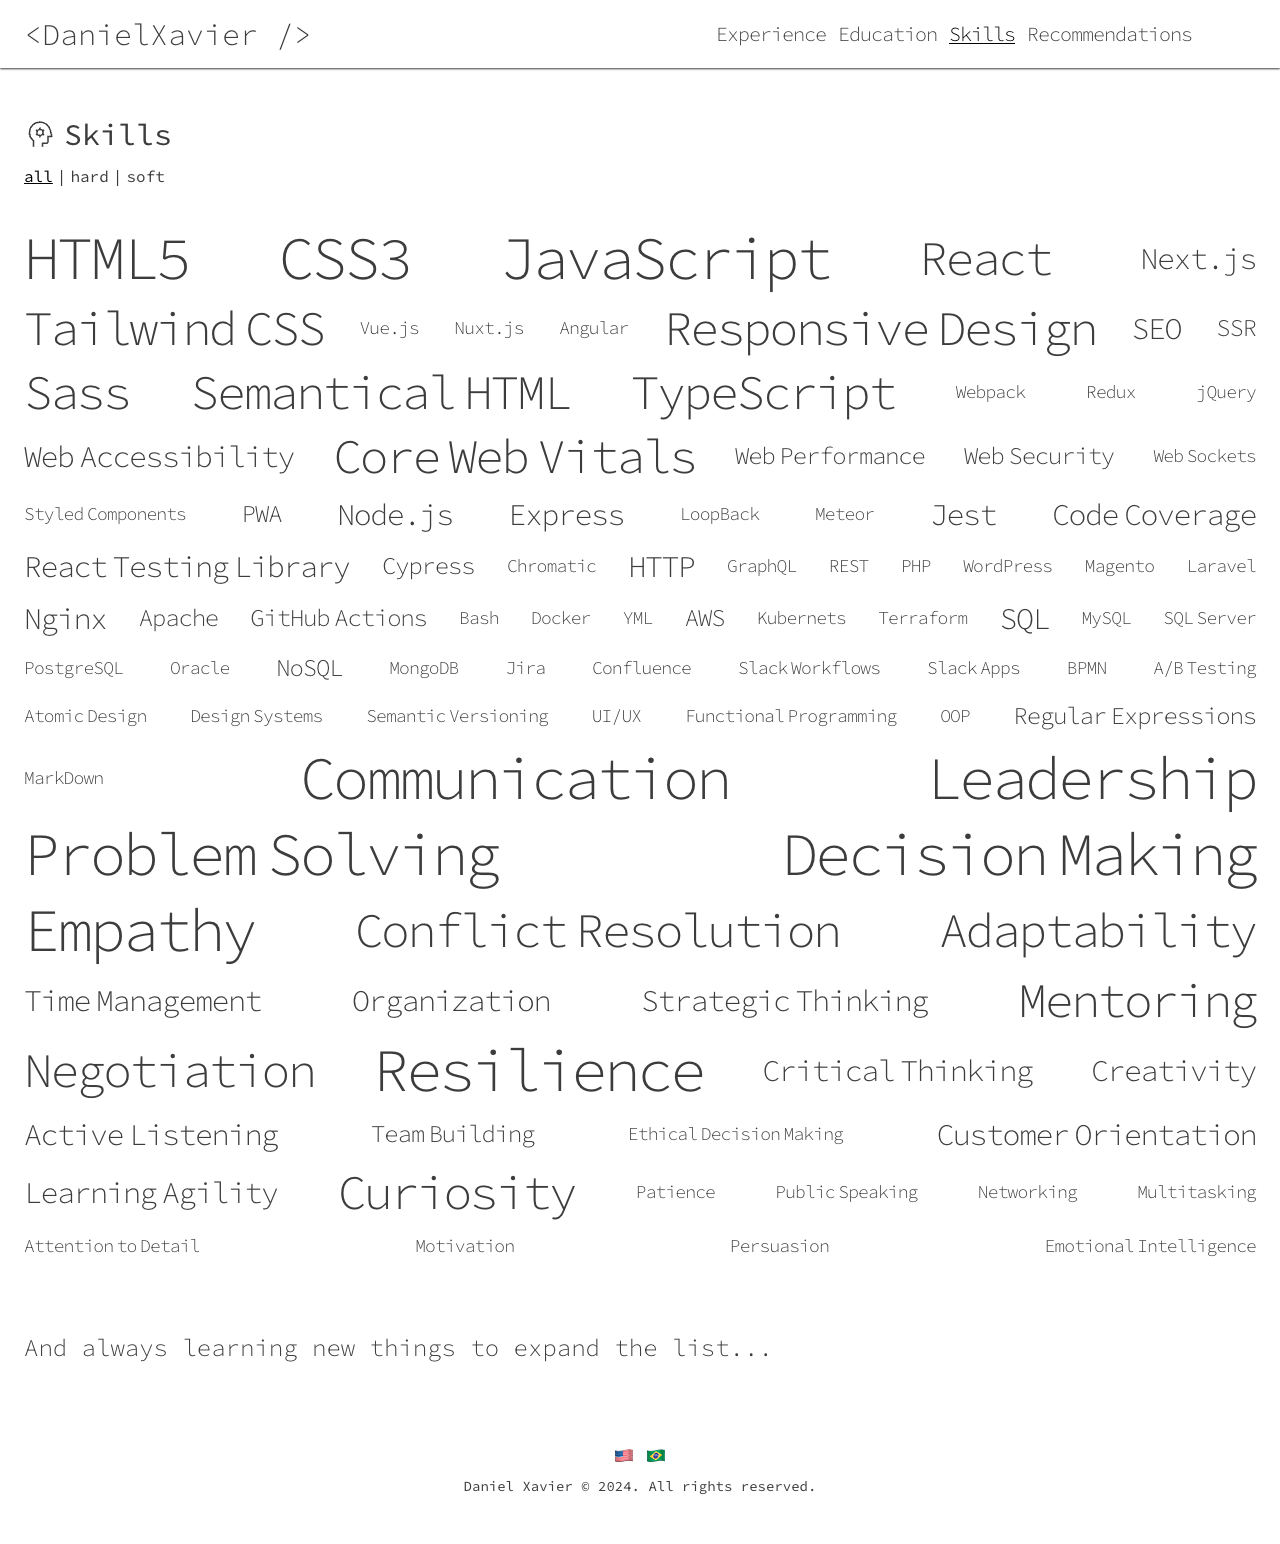 <DanielXavier /> Experience Education Skills Recommendations
Skills
all | hard | soft
HTML5 CSS3 JavaScript React Next.js
Tailwind CSS Vue.js Nuxt.js Angular Responsive Design SEO SSR
Sass Semantical HTML TypeScript Webpack Redux jQuery
Web Accessibility Core Web Vitals Web Performance Web Security Web Sockets
Styled Components PWA Node.js Express LoopBack Meteor Jest Code Coverage
React Testing Library Cypress Chromatic HTTP GraphQL REST PHP WordPress Magento Laravel
Nginx Apache GitHub Actions Bash Docker YML AWS Kubernets Terraform SQL MySQL SQL Server
PostgreSQL Oracle NoSQL MongoDB Jira Confluence Slack Workflows Slack Apps BPMN A/B Testing
Atomic Design Design Systems Semantic Versioning UI/UX Functional Programming OOP Regular Expressions
MarkDown Communication Leadership
Problem Solving Decision Making
Empathy Conflict Resolution Adaptability
Time Management Organization Strategic Thinking Mentoring
Negotiation Resilience Critical Thinking Creativity
Active Listening Team Building Ethical Decision Making Customer Orientation
Learning Agility Curiosity Patience Public Speaking Networking Multitasking
Attention to Detail Motivation Persuasion Emotional Intelligence
And always learning new things to expand the list...
Daniel Xavier © 2024. All rights reserved.